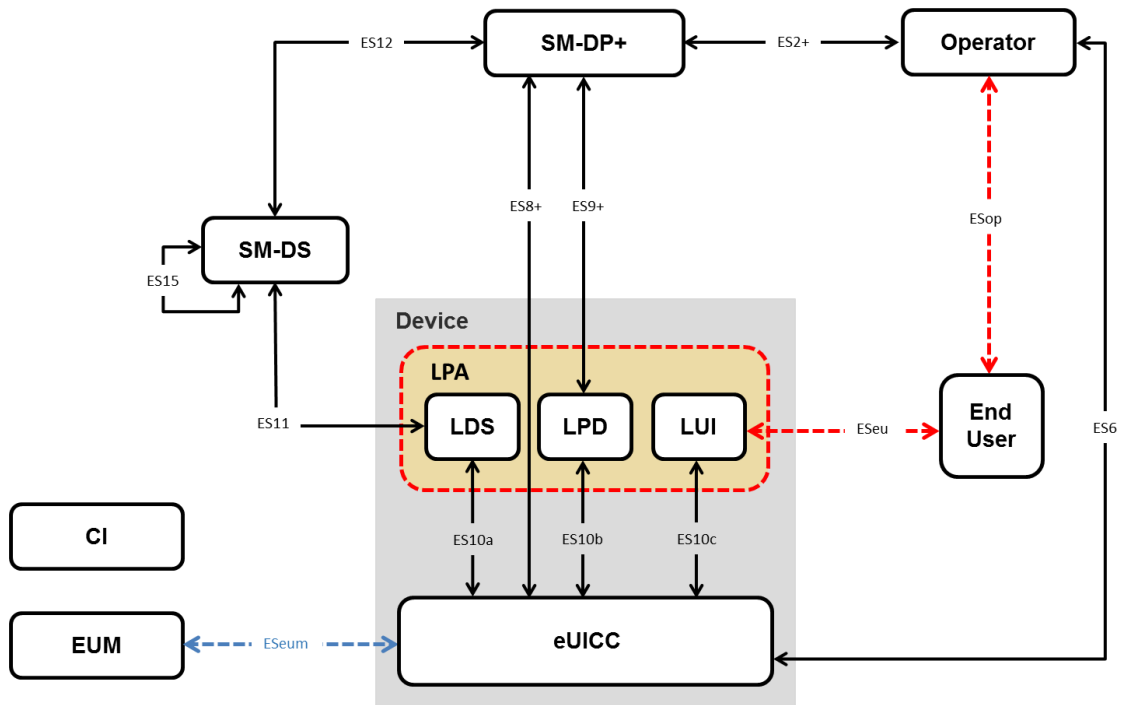 ES12
SM-DP+
ES2+
Operator
ES8+
ES9+
ESop
SM-DS
ES15
Device
LPA
LDS
LPD
LUI
ES11
ESeu
End
User
ES6
CI
ES10a
ES10b
ES10c
EUM
ESeum
eUICC